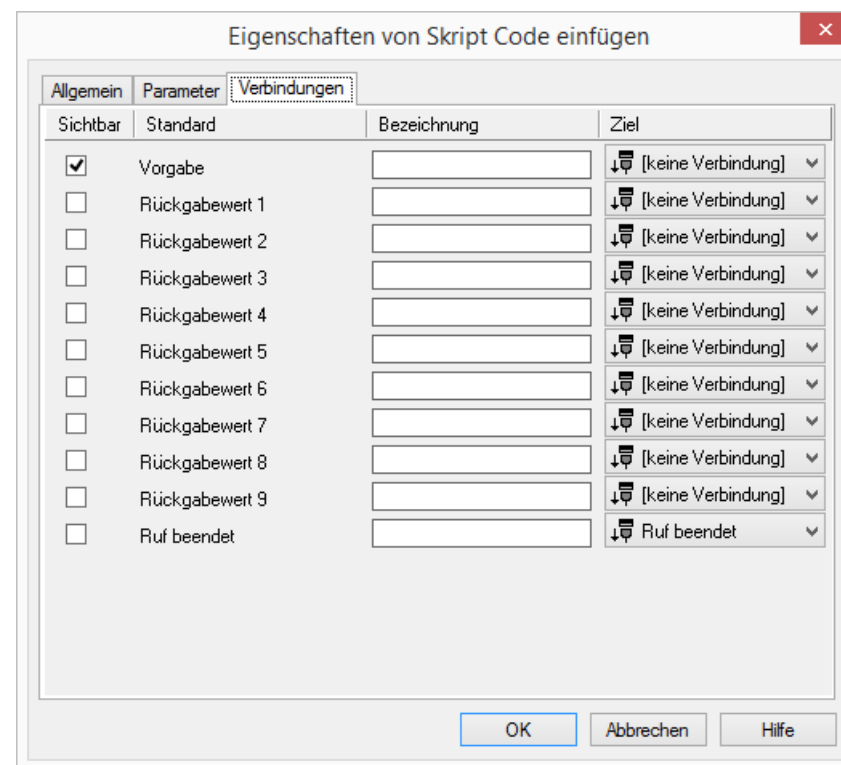 Eigenschaften von Skript Code einfügen
Allgemein Parameter Verbindungen
Sichtbar Standard Bezeichnung Ziel
Vorgabe [keine Verbindung]
Rückgabewert 1 [keine Verbindung]
Rückgabewert 2 [keine Verbindung]
Rückgabewert 3 [keine Verbindung]
Rückgabewert 4 [keine Verbindung]
Rückgabewert 5 [keine Verbindung]
Rückgabewert 6 [keine Verbindung]
Rückgabewert 7 [keine Verbindung]
Rückgabewert 8 [keine Verbindung]
Rückgabewert 9 [keine Verbindung]
Ruf beendet Ruf beendet
OK Abbrechen Hilfe